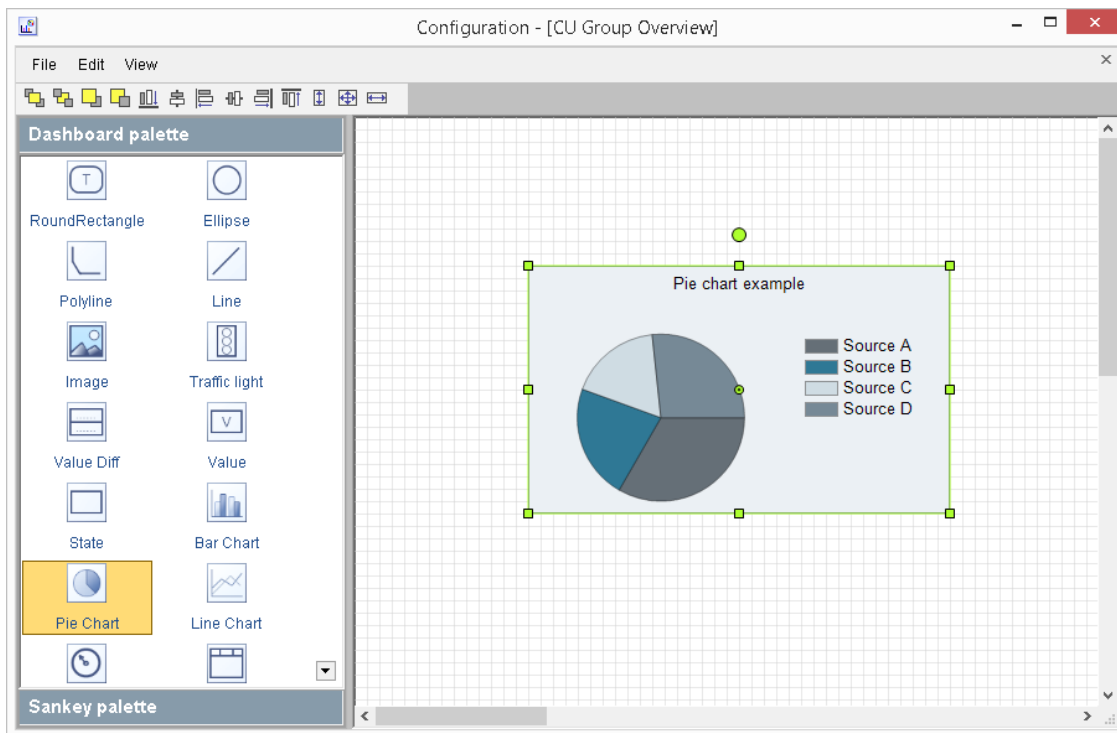 Configuration - [CU Group Overview]
File Edit View
Dashboard palette
T
RoundRectangle Ellipse
Polyline Line
Image Traffic light
V
Value Diff Value
State Bar Chart
Pie Chart Line Chart
Sankey palette
Pie chart example
Source A
Source B
Source C
Source D